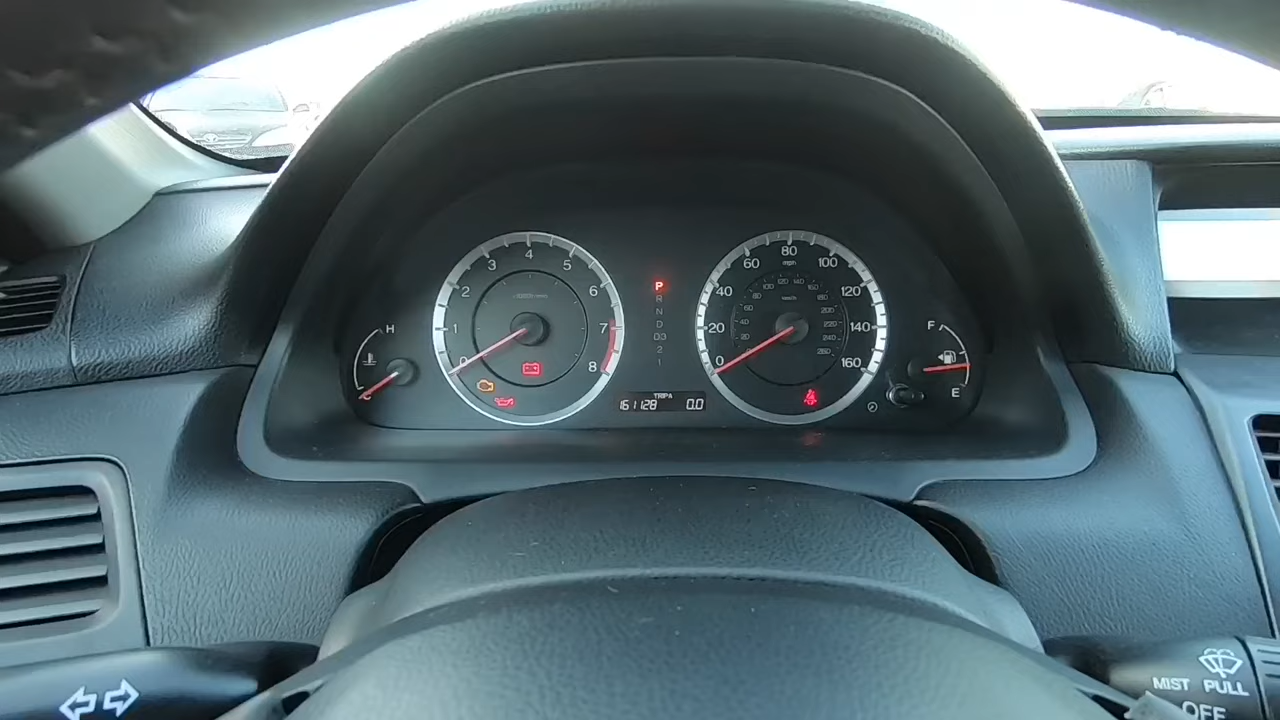 H
0 1 2 3 4 5 6 7 8
P
R
N
D
D3
2
1
TRIP A
161128 0.0
0 20 40 60 80 100 120 140 160
mph
km/h
F
E
MIST PULL
OFF